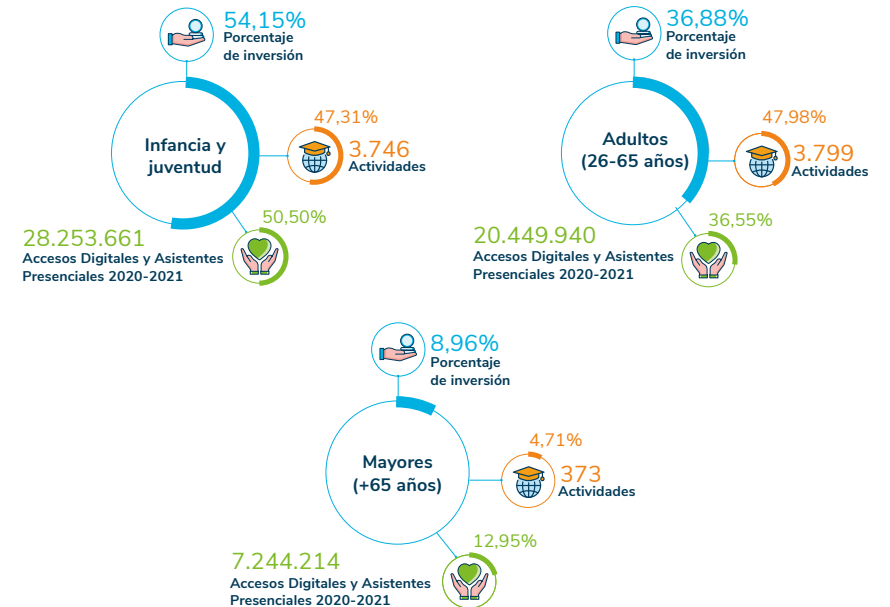 54,15%
Porcentaje
de inversión
Infancia y
juventud
47,31%
3.746
Actividades
50,50%
28.253.661
Accesos Digitales y Asistentes
Presenciales 2020-2021
36,88%
Porcentaje
de inversión
Adultos
(26-65 años)
47,98%
3.799
Actividades
36,55%
20.449.940
Accesos Digitales y Asistentes
Presenciales 2020-2021
8,96%
Porcentaje
de inversión
Mayores
(+65 años)
4,71%
373
Actividades
12,95%
7.244.214
Accesos Digitales y Asistentes
Presenciales 2020-2021